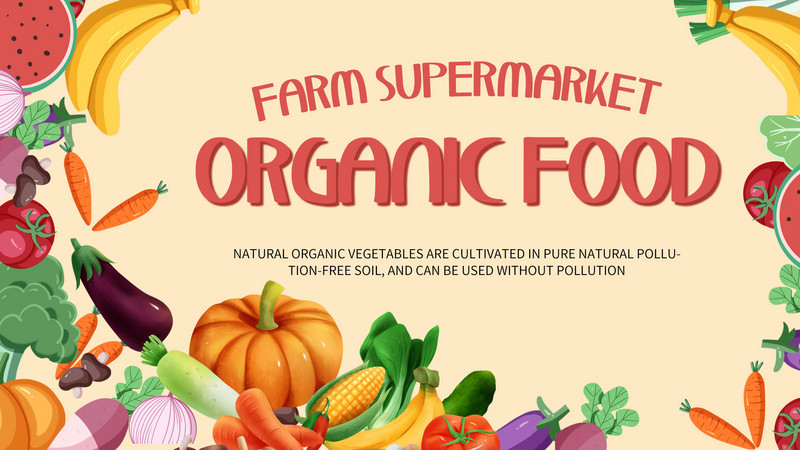 FARM SUPERMARKET
ORGANIC FOOD
NATURAL ORGANIC VEGETABLES ARE CULTIVATED IN PURE NATURAL POLLU-
TION-FREE SOIL, AND CAN BE USED WITHOUT POLLUTION